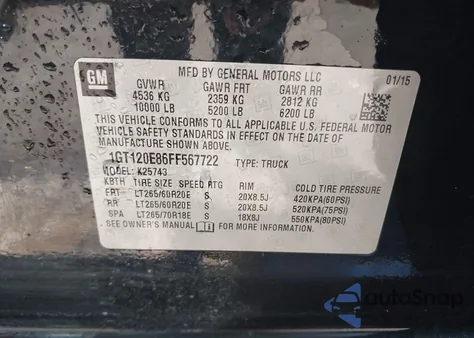 GM
MFD BY GENERAL MOTORS LLC 01/15
GVWR GAWR FRT GAWR RR
4536 KG 2359 KG 2812 KG
10000 LB 5200 LB 6200 LB
THIS VEHICLE CONFORMS TO ALL APPLICABLE U.S. FEDERAL MOTOR
VEHICLE SAFETY STANDARDS IN EFFECT ON THE DATE OF
MANUFACTURE SHOWN ABOVE.
1GT120E86FF567722 TYPE: TRUCK
MODEL: K25743
KBTH TIRE SIZE SPEED RTG RIM COLD TIRE PRESSURE
FRT LT265/60R20E S 20X8.5J 420KPA(60PSI)
RR LT265/60R20E S 20X8.5J 520KPA(75PSI)
SPA LT265/70R18E S 18X8J 550KPA(80PSI)
SEE OWNER'S MANUAL FOR ADDITIONAL INFORMATION
autoSnap